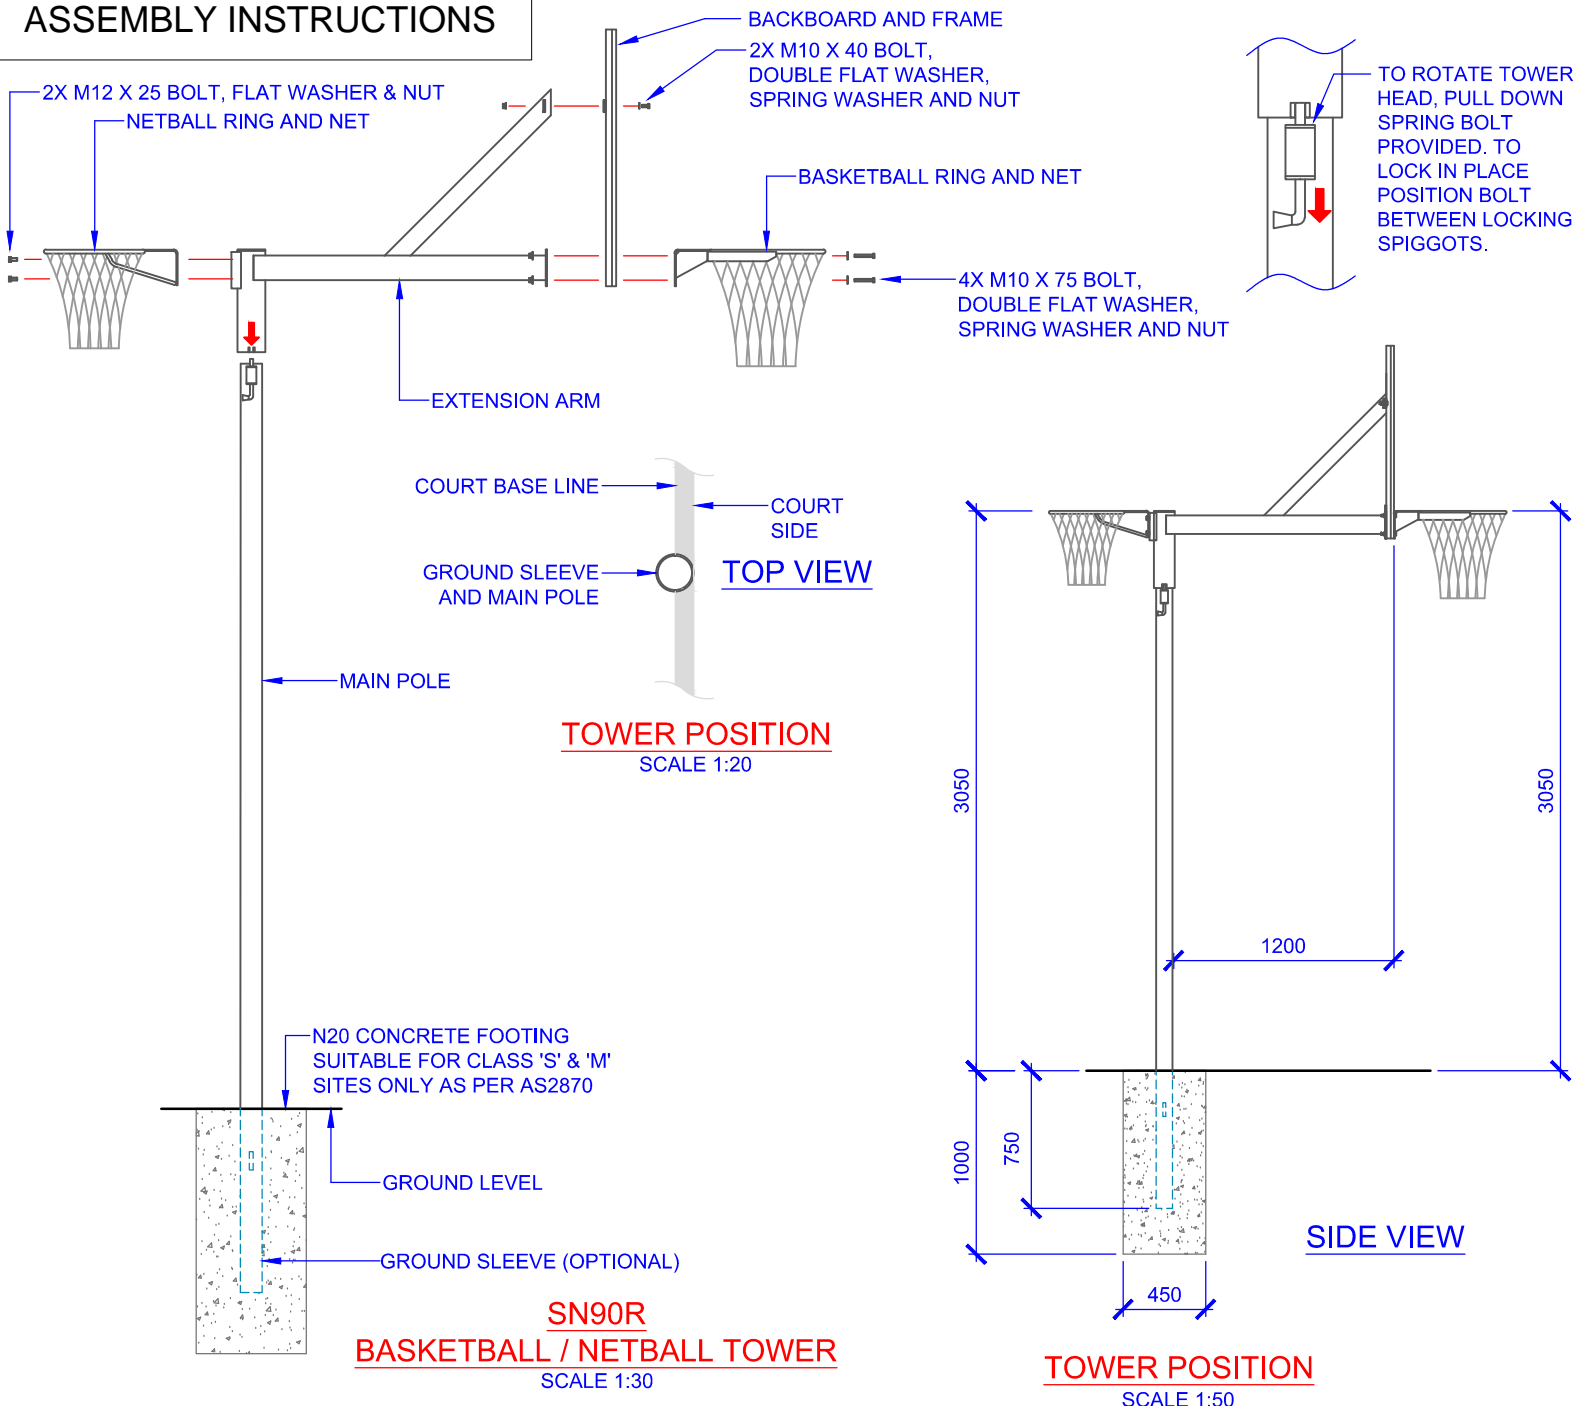 ASSEMBLY INSTRUCTIONS
2X M12 X 25 BOLT, FLAT WASHER & NUT
NETBALL RING AND NET
BACKBOARD AND FRAME
2X M10 X 40 BOLT,
DOUBLE FLAT WASHER,
SPRING WASHER AND NUT
BASKETBALL RING AND NET
4X M10 X 75 BOLT,
DOUBLE FLAT WASHER,
SPRING WASHER AND NUT
TO ROTATE TOWER
HEAD, PULL DOWN
SPRING BOLT
PROVIDED. TO
LOCK IN PLACE
POSITION BOLT
BETWEEN LOCKING
SPIGGOTS.
EXTENSION ARM
COURT BASE LINE
COURT
SIDE
GROUND SLEEVE
AND MAIN POLE
TOP VIEW
MAIN POLE
TOWER POSITION
SCALE 1:20
N20 CONCRETE FOOTING
SUITABLE FOR CLASS 'S' & 'M'
SITES ONLY AS PER AS2870
GROUND LEVEL
GROUND SLEEVE (OPTIONAL)
SN90R
BASKETBALL / NETBALL TOWER
SCALE 1:30
3050
3050
1200
1000
750
450
SIDE VIEW
TOWER POSITION
SCALE 1:50